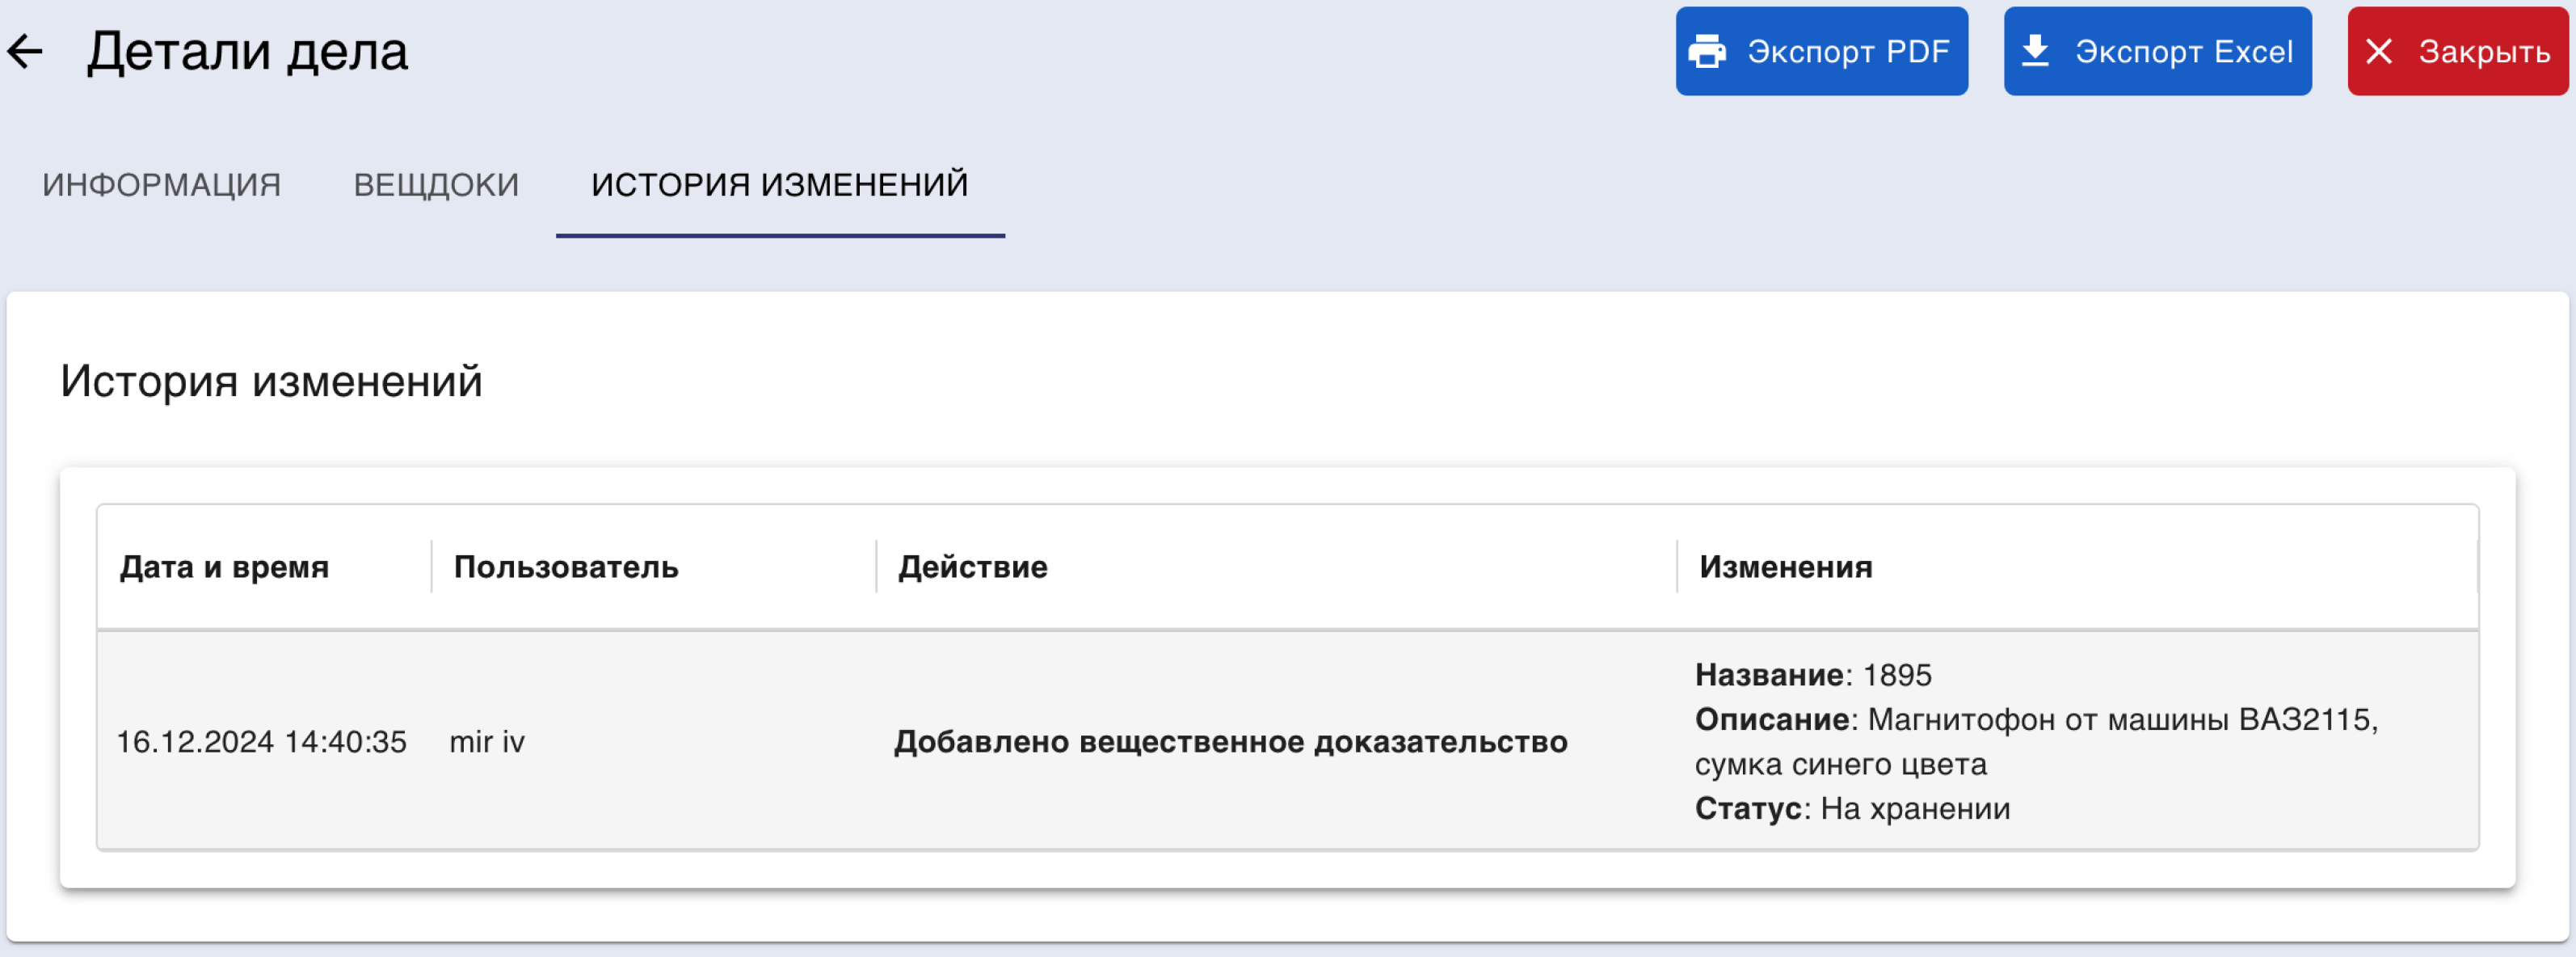 Детали дела
Экспорт PDF
Экспорт Excel
Закрыть
ИНФОРМАЦИЯ
ВЕЩДОКИ
ИСТОРИЯ ИЗМЕНЕНИЙ
История изменений
Дата и время
Пользователь
Действие
Изменения
16.12.2024 14:40:35
mir iv
Добавлено вещественное доказательство
Название: 1895
Описание: Магнитофон от машины ВАЗ2115,
сумка синего цвета
Статус: На хранении